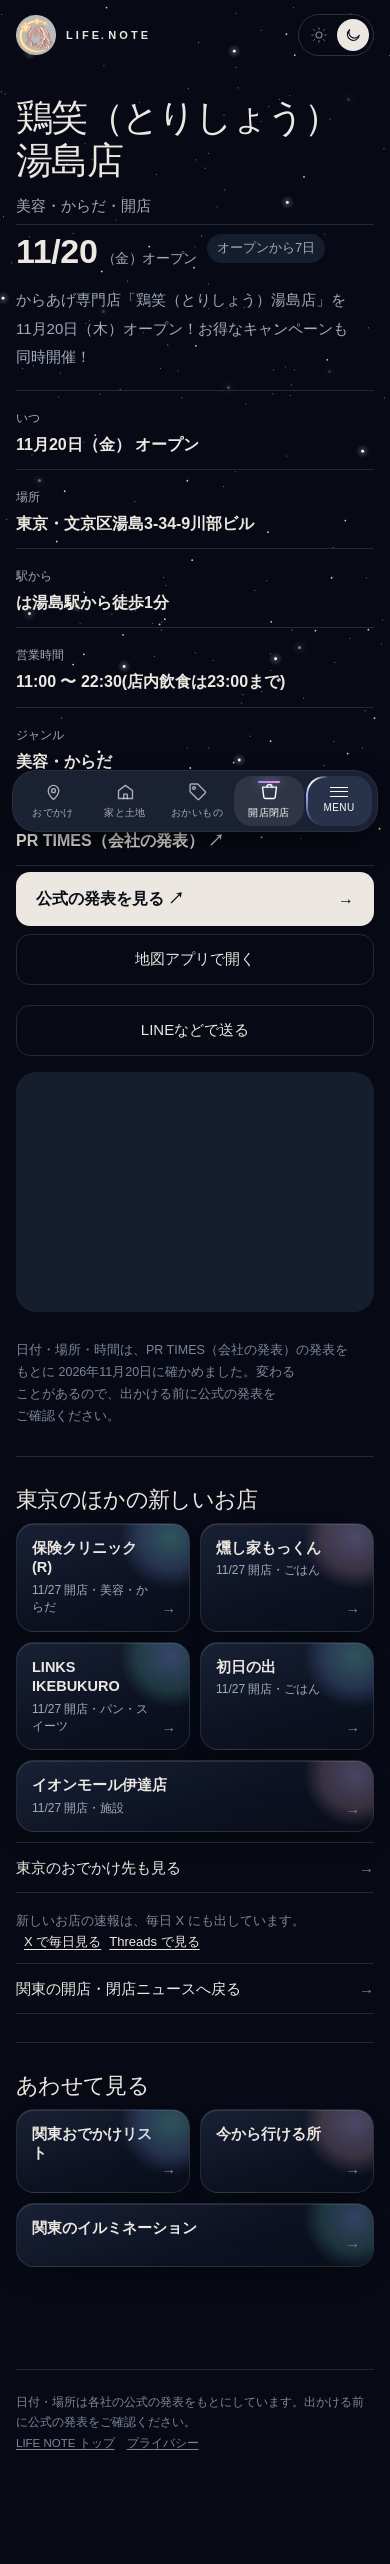 LIFE.NOTE
鶏笑（とりしょう）
湯島店
美容・からだ・開店
11/20 （金）オープン オープンから7日
からあげ専門店「鶏笑（とりしょう）湯島店」を
11月20日（木）オープン！お得なキャンペーンも
同時開催！
いつ
11月20日（金） オープン
場所
東京・文京区湯島3-34-9川部ビル
駅から
は湯島駅から徒歩1分
営業時間
11:00 〜 22:30(店内飲食は23:00まで)
ジャンル
美容・からだ
おでかけ 家と土地 おかいもの 開店閉店 MENU
PR TIMES（会社の発表） ↗
公式の発表を見る ↗ →
地図アプリで開く
LINEなどで送る
日付・場所・時間は、PR TIMES（会社の発表）の発表を
もとに 2026年11月20日に確かめました。変わる
ことがあるので、出かける前に公式の発表を
ご確認ください。
東京のほかの新しいお店
保険クリニック
(R)
11/27 開店・美容・か
らだ →
燻し家もっくん
11/27 開店・ごはん
→
LINKS
IKEBUKURO
11/27 開店・パン・ス
イーツ →
初日の出
11/27 開店・ごはん
→
イオンモール伊達店
11/27 開店・施設 →
東京のおでかけ先も見る →
新しいお店の速報は、毎日 X にも出しています。
X で毎日見る Threads で見る
関東の開店・閉店ニュースへ戻る →
あわせて見る
関東おでかけリス
ト →
今から行ける所
→
関東のイルミネーション
→
日付・場所は各社の公式の発表をもとにしています。出かける前
に公式の発表をご確認ください。
LIFE NOTE トップ プライバシー